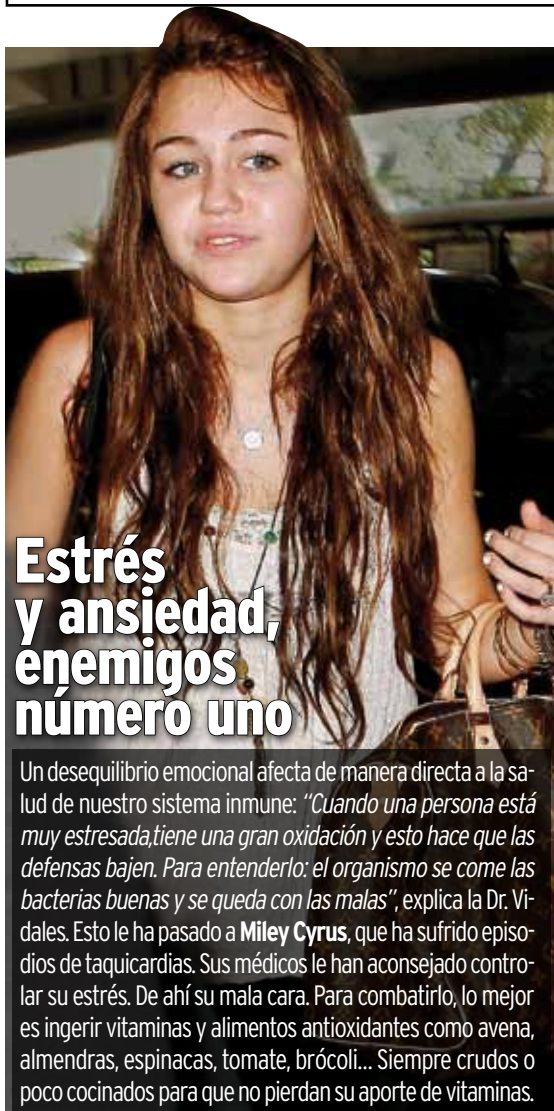 Estrés
y ansiedad,
enemigos
número uno
Un desequilibrio emocional afecta de manera directa a la sa-
lud de nuestro sistema inmune: “Cuando una persona está
muy estresada,tiene una gran oxidación y esto hace que las
defensas bajen. Para entenderlo: el organismo se come las
bacterias buenas y se queda con las malas”, explica la Dr. Vi-
dales. Esto le ha pasado a Miley Cyrus, que ha sufrido episo-
dios de taquicardias. Sus médicos le han aconsejado contro-
lar su estrés. De ahí su mala cara. Para combatirlo, lo mejor
es ingerir vitaminas y alimentos antioxidantes como avena,
almendras, espinacas, tomate, brócoli... Siempre crudos o
poco cocinados para que no pierdan su aporte de vitaminas.